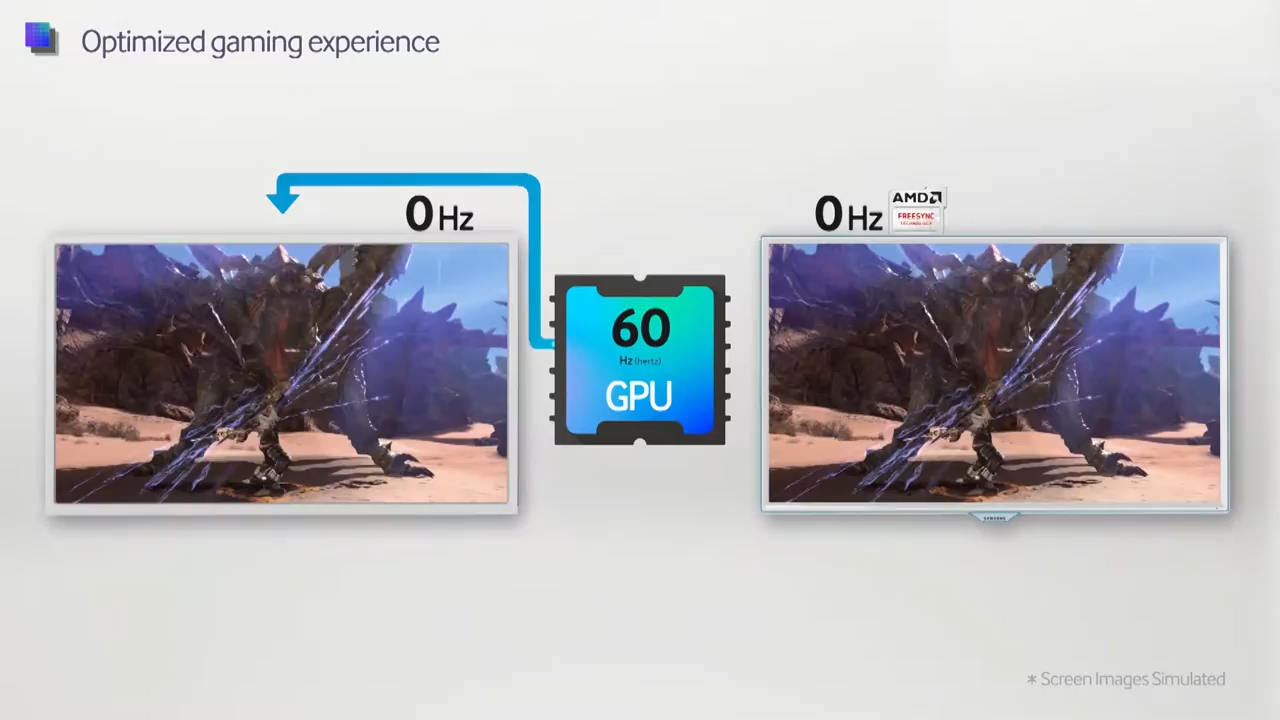 Optimized gaming experience
0 Hz
0 Hz
AMD
FREESYNC
60
Hz (hertz)
GPU
SAMSUNG
* Screen Images Simulated